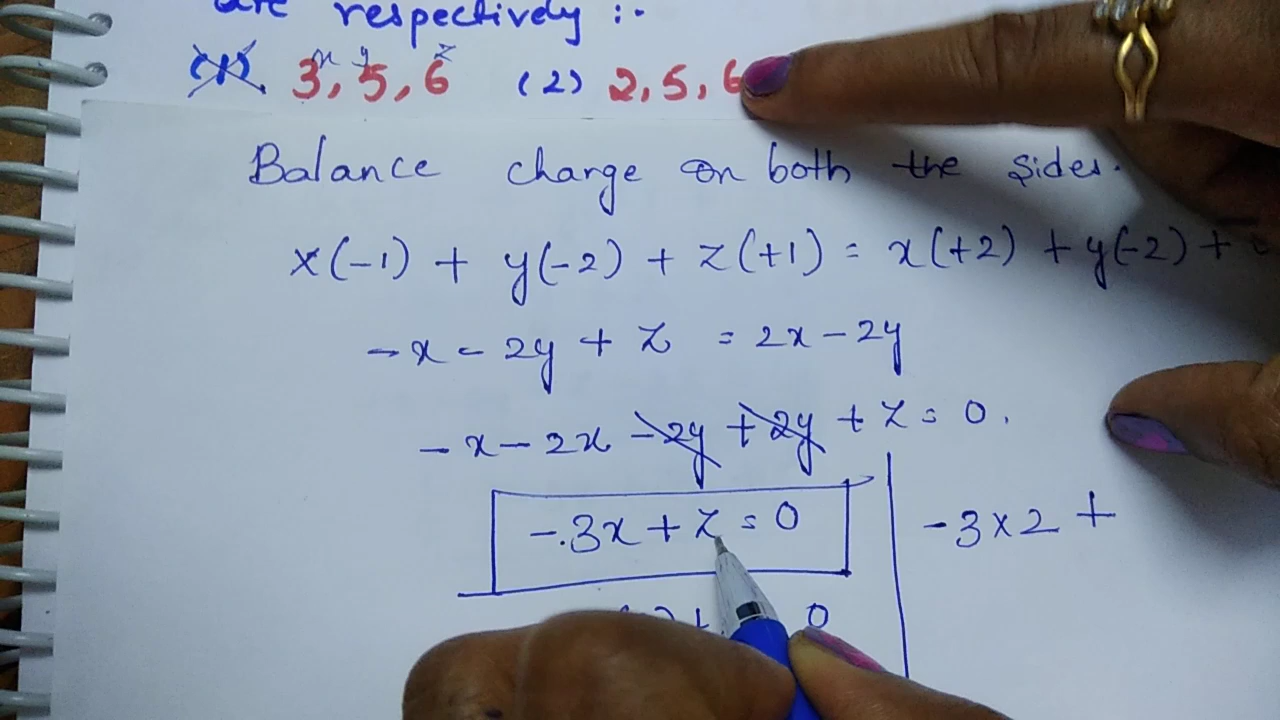 are respectively :-
(1) 3, 5, 6 (2) 2, 5, 6
x y z
Balance charge on both the sides.
x(-1) + y(-2) + z(+1) = x(+2) + y(-2) +
-x - 2y + z = 2x - 2y
-x - 2x - 2y + 2y + z = 0.
-3x + z = 0
-3x2 +
0